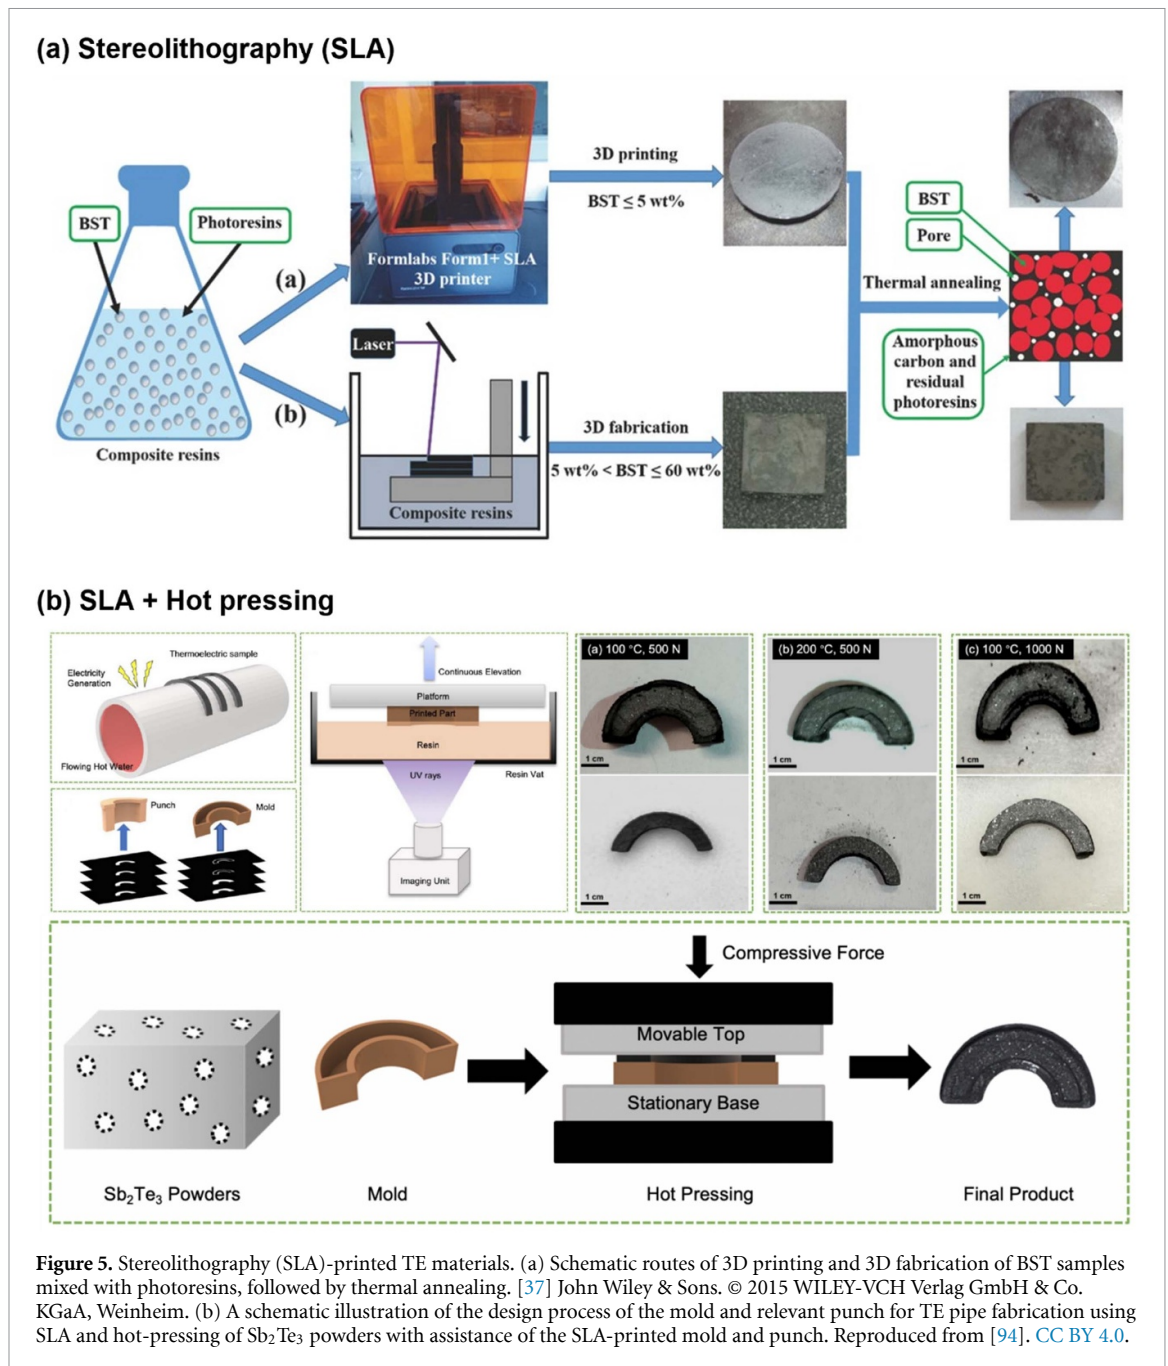 (a) Stereolithography (SLA)
BST
Photoresins
Composite resins
(a)
(b)
Formlabs Form1+ SLA
3D printer
Laser
Composite resins
3D printing
BST ≤ 5 wt%
3D fabrication
5 wt% < BST ≤ 60 wt%
Thermal annealing
BST
Pore
Amorphous
carbon and
residual
photoresins
(b) SLA + Hot pressing
Thermoelectric sample
Electricity
Generation
Flowing Hot Water
Punch
Mold
Continuous Elevation
Platform
Printed Part
Resin
UV rays
Resin Vat
Imaging Unit
(a) 100 °C, 500 N
1 cm
1 cm
(b) 200 °C, 500 N
1 cm
1 cm
(c) 100 °C, 1000 N
1 cm
1 cm
Compressive Force
Movable Top
Stationary Base
Sb₂Te₃ Powders
Mold
Hot Pressing
Final Product
Figure 5. Stereolithography (SLA)-printed TE materials. (a) Schematic routes of 3D printing and 3D fabrication of BST samples
mixed with photoresins, followed by thermal annealing. [37] John Wiley & Sons. © 2015 WILEY-VCH Verlag GmbH & Co.
KGaA, Weinheim. (b) A schematic illustration of the design process of the mold and relevant punch for TE pipe fabrication using
SLA and hot-pressing of Sb₂Te₃ powders with assistance of the SLA-printed mold and punch. Reproduced from [94]. CC BY 4.0.